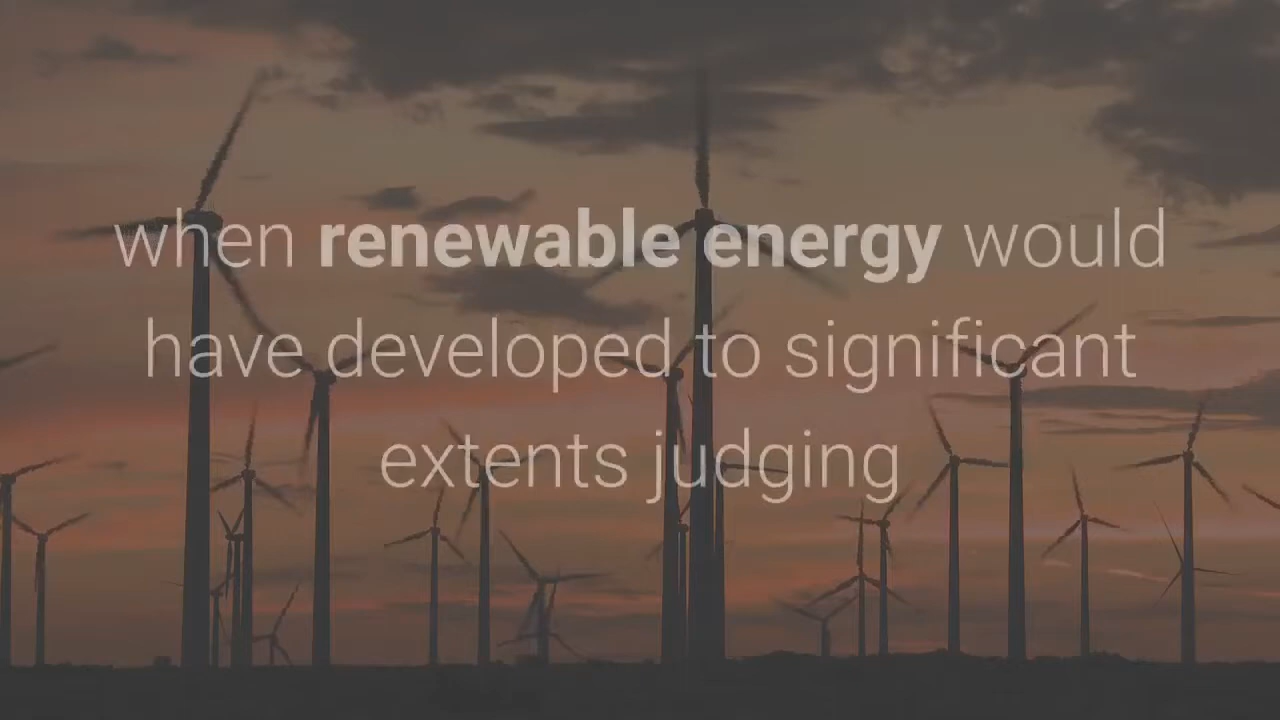 when renewable energy would
have developed to significant
extents judging